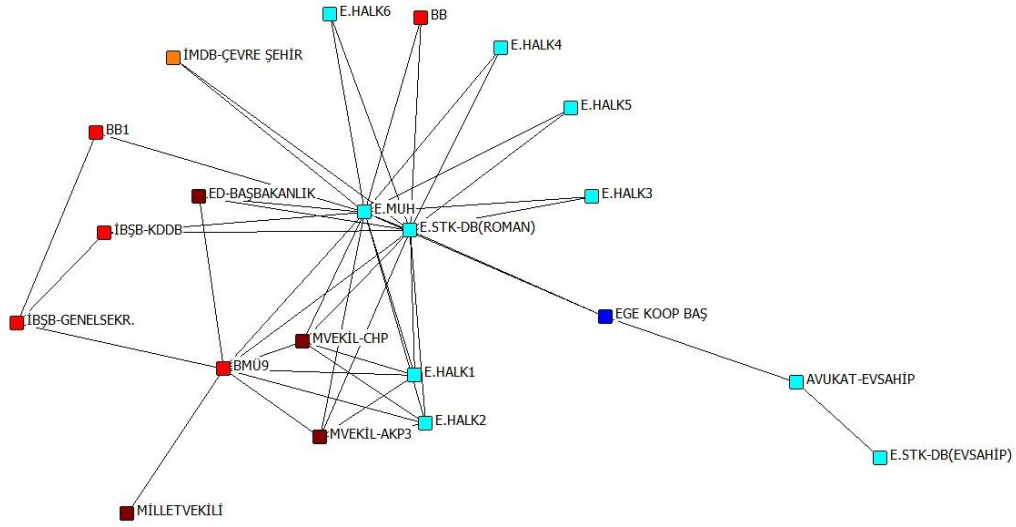 E.HALK6
BB
E.HALK4
İMDB-ÇEVRE ŞEHİR
E.HALK5
BB1
ED-BAŞBAKANLIK
E.HALK3
E.MUH
E.STK-DB(ROMAN)
İBŞB-KDDB
EGE KOOP BAŞ
İBŞB-GENELSEKR.
MVEKİL-CHP
BMÜ9
E.HALK1
AVUKAT-EVSAHİP
E.HALK2
MVEKİL-AKP3
E.STK-DB(EVSAHİP)
MİLLETVEKİLİ